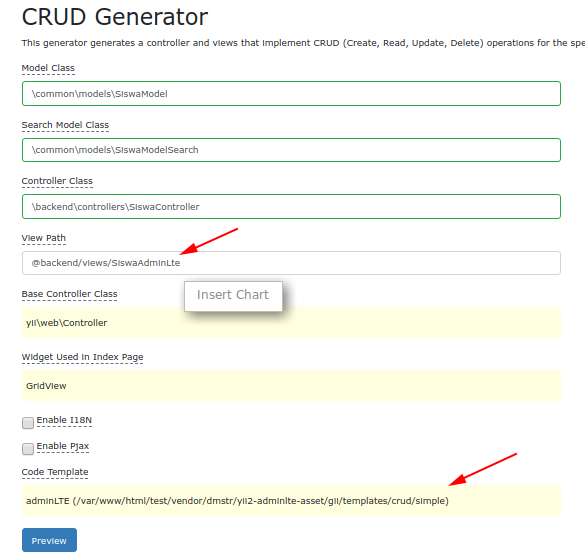 CRUD Generator
This generator generates a controller and views that implement CRUD (Create, Read, Update, Delete) operations for the spe
Model Class
\common\models\SiswaModel
Search Model Class
\common\models\SiswaModelSearch
Controller Class
\backend\controllers\SiswaController
View Path
@backend/views/SiswaAdminLte
Insert Chart
Base Controller Class
yii\web\Controller
Widget Used in Index Page
GridView
Enable I18N
Enable Pjax
Code Template
adminLTE (/var/www/html/test/vendor/dmstr/yii2-adminlte-asset/gii/templates/crud/simple)
Preview